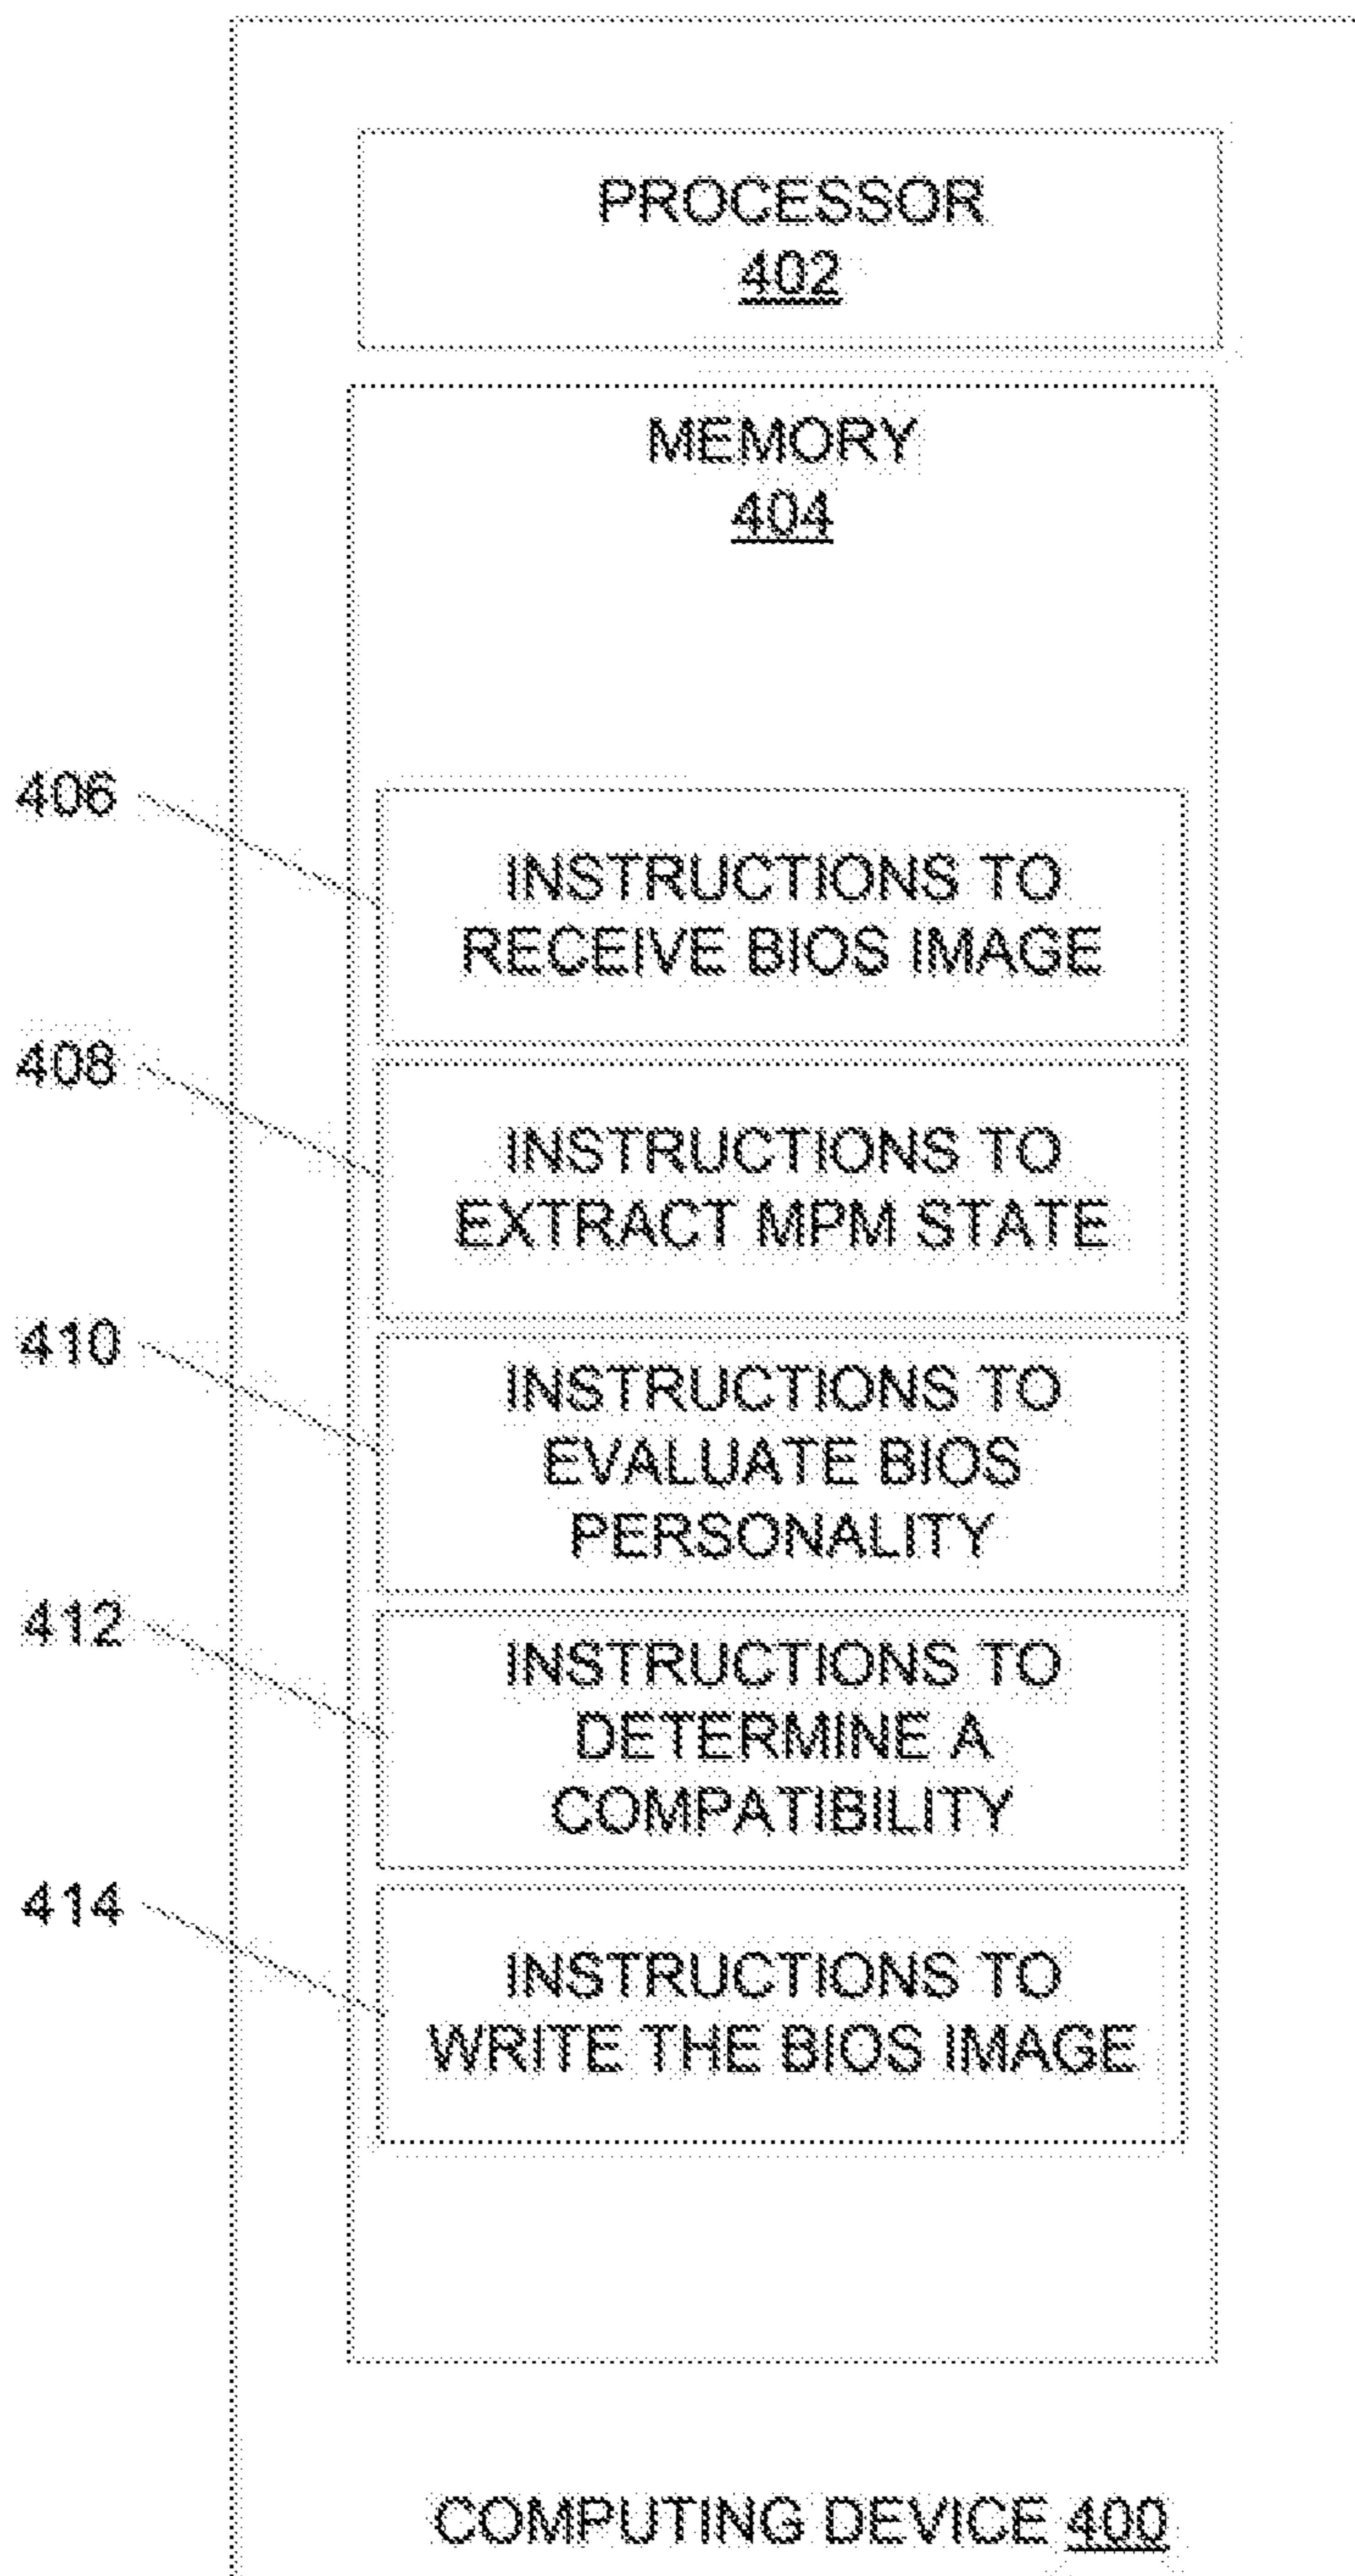 PROCESSOR
402
MEMORY
404
406
INSTRUCTIONS TO
RECEIVE BIOS IMAGE
408
INSTRUCTIONS TO
EXTRACT MPM STATE
410
INSTRUCTIONS TO
EVALUATE BIOS
PERSONALITY
412
INSTRUCTIONS TO
DETERMINE A
COMPATIBILITY
414
INSTRUCTIONS TO
WRITE THE BIOS IMAGE
COMPUTING DEVICE 400